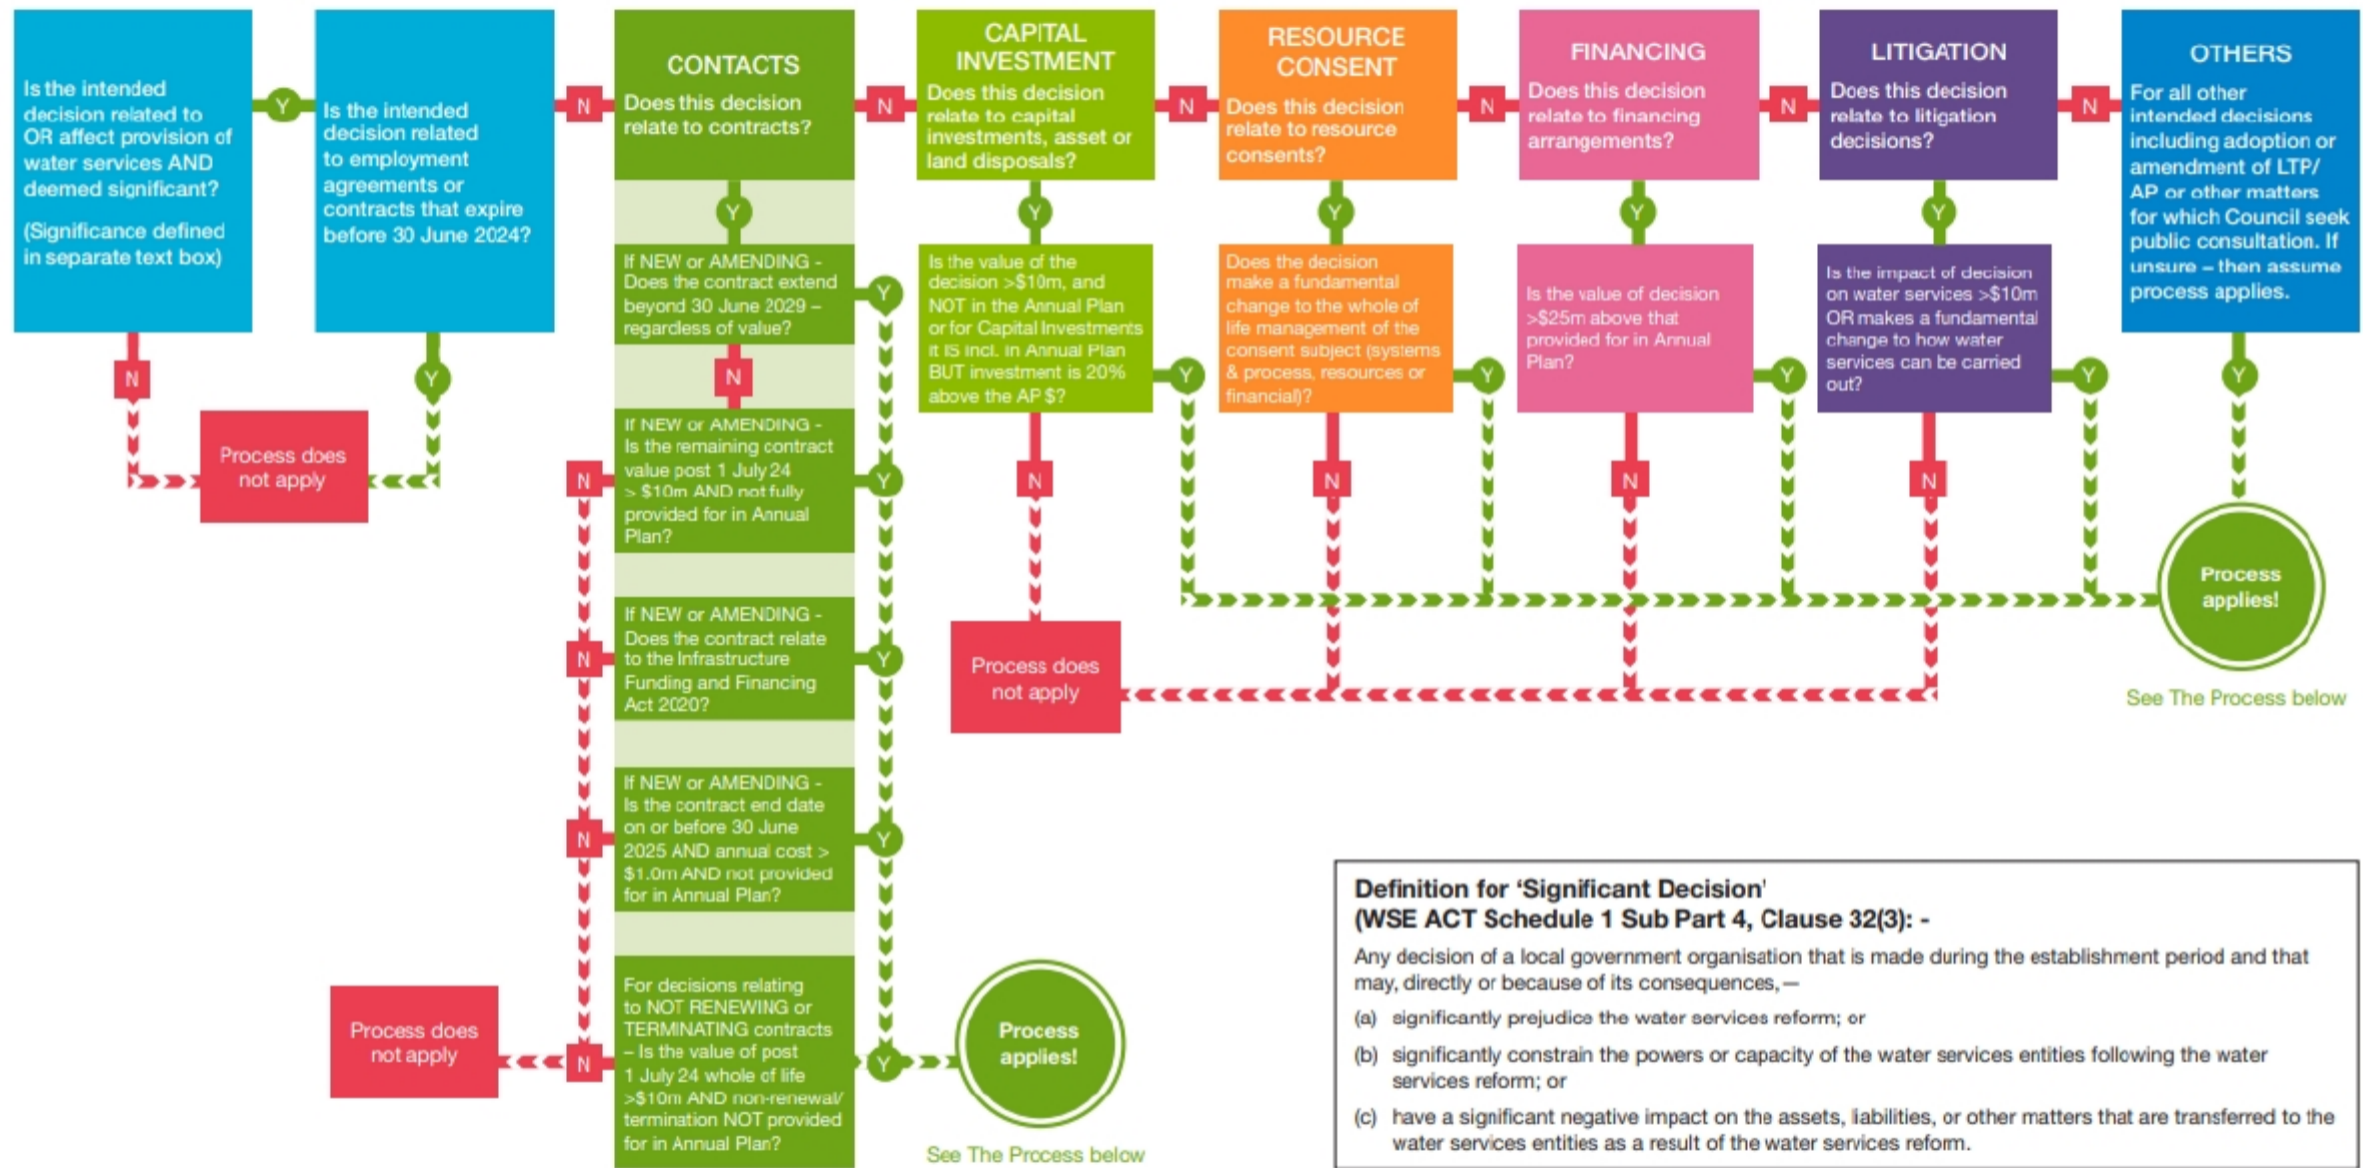 Is the intended
decision related to
OR affect provision of
water services AND
deemed significant?
(Significance defined
in separate text box)
Y
N
Is the intended
decision related
to employment
agreements or
contracts that expire
before 30 June 2024?
Y
N
Process does
not apply
CONTACTS
Does this decision
relate to contracts?
N
Y
If NEW or AMENDING -
Does the contract extend
beyond 30 June 2029 –
regardless of value?
Y
N
If NEW or AMENDING -
Is the remaining contract
value post 1 July 24
> $10m AND not fully
provided for in Annual
Plan?
N
Y
If NEW or AMENDING -
Does the contract relate
to the Infrastructure
Funding and Financing
Act 2020?
N
Y
If NEW or AMENDING -
Is the contract end date
on or before 30 June
2025 AND annual cost >
$1.0m AND not provided
for in Annual Plan?
N
Y
For decisions relating
to NOT RENEWING or
TERMINATING contracts
– Is the value of post
1 July 24 whole of life
>$10m AND non-renewal/
termination NOT provided
for in Annual Plan?
N
Y
Process does
not apply
Process
applies!
See The Process below
CAPITAL
INVESTMENT
Does this decision
relate to capital
investments, asset or
land disposals?
N
Y
Is the value of the
decision >$10m, and
NOT in the Annual Plan
or for Capital Investments
it IS incl. in Annual Plan
BUT investment is 20%
above the AP $?
Y
N
RESOURCE
CONSENT
Does this decision
relate to resource
consents?
N
Y
Does the decision
make a fundamental
change to the whole of
life management of the
consent subject (systems
& process, resources or
financial)?
Y
N
FINANCING
Does this decision
relate to financing
arrangements?
N
Y
Is the value of decision
>$25m above that
provided for in Annual
Plan?
Y
N
LITIGATION
Does this decision
relate to litigation
decisions?
N
Y
Is the impact of decision
on water services >$10m
OR makes a fundamental
change to how water
services can be carried
out?
Y
N
OTHERS
For all other
intended decisions
including adoption or
amendment of LTP/
AP or other matters
for which Council seek
public consultation. If
unsure – then assume
process applies.
Y
Process does
not apply
Process
applies!
See The Process below
Definition for ‘Significant Decision'
(WSE ACT Schedule 1 Sub Part 4, Clause 32(3): -
Any decision of a local government organisation that is made during the establishment period and that
may, directly or because of its consequences,—
(a) significantly prejudice the water services reform; or
(b) significantly constrain the powers or capacity of the water services entities following the water
services reform; or
(c) have a significant negative impact on the assets, liabilities, or other matters that are transferred to the
water services entities as a result of the water services reform.